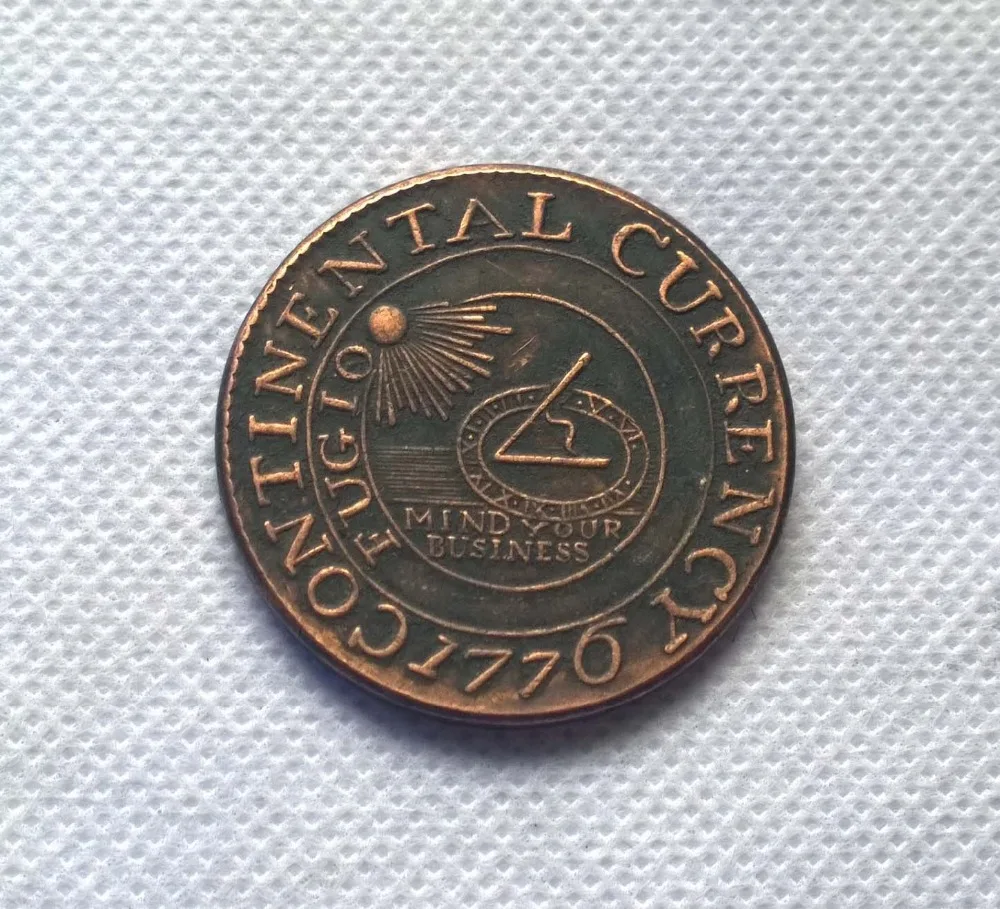 CONTINENTAL CURRENCY
1776
FUGIO
MIND YOUR
BUSINESS